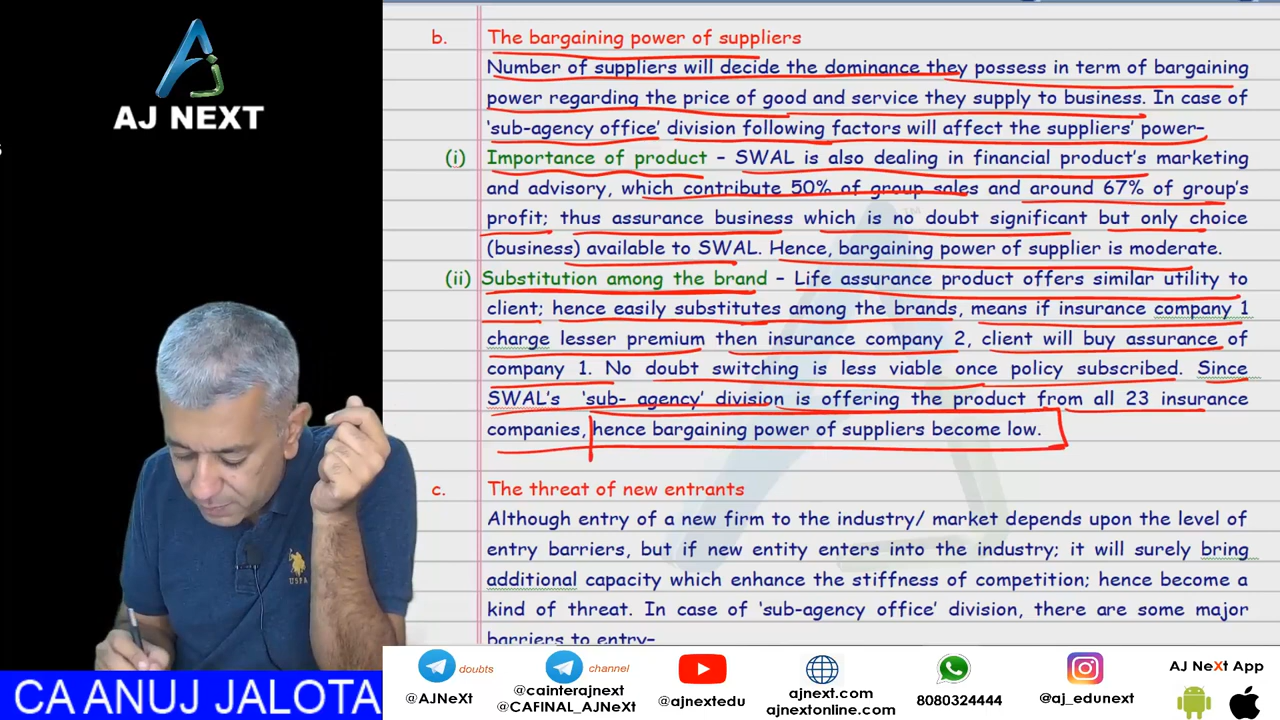 AJ NEXT
b. The bargaining power of suppliers
Number of suppliers will decide the dominance they possess in term of bargaining
power regarding the price of good and service they supply to business. In case of
‘sub-agency office’ division following factors will affect the suppliers’ power–
(i) Importance of product – SWAL is also dealing in financial product’s marketing
and advisory, which contribute 50% of group sales and around 67% of group’s
profit; thus assurance business which is no doubt significant but only choice
(business) available to SWAL. Hence, bargaining power of supplier is moderate.
(ii) Substitution among the brand – Life assurance product offers similar utility to
client; hence easily substitutes among the brands, means if insurance company 1
charge lesser premium then insurance company 2, client will buy assurance of
company 1. No doubt switching is less viable once policy subscribed. Since
SWAL’s ‘sub- agency’ division is offering the product from all 23 insurance
companies, hence bargaining power of suppliers become low.
c. The threat of new entrants
Although entry of a new firm to the industry/ market depends upon the level of
entry barriers, but if new entity enters into the industry; it will surely bring
additional capacity which enhance the stiffness of competition; hence become a
kind of threat. In case of ‘sub-agency office’ division, there are some major
barriers to entry–
USPA
CA ANUJ JALOTA
doubts
@AJNeXt
channel
@cainterajnext
@CAFINAL_AJNeXt
@ajnextedu
ajnext.com
ajnextonline.com
8080324444
@aj_edunext
AJ NeXt App